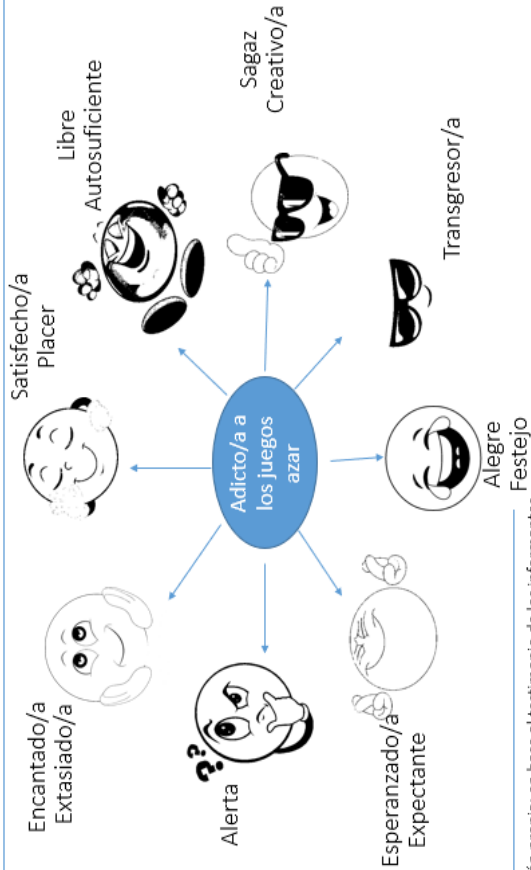 Encantado/a
Extasiado/a
Satisfecho/a
Placer
Libre
Autosuficiente
Alerta
Adicto/a a
los juegos
azar
Sagaz
Creativo/a
Esperanzado/a
Expectante
Alegre
Festejo
Transgresor/a